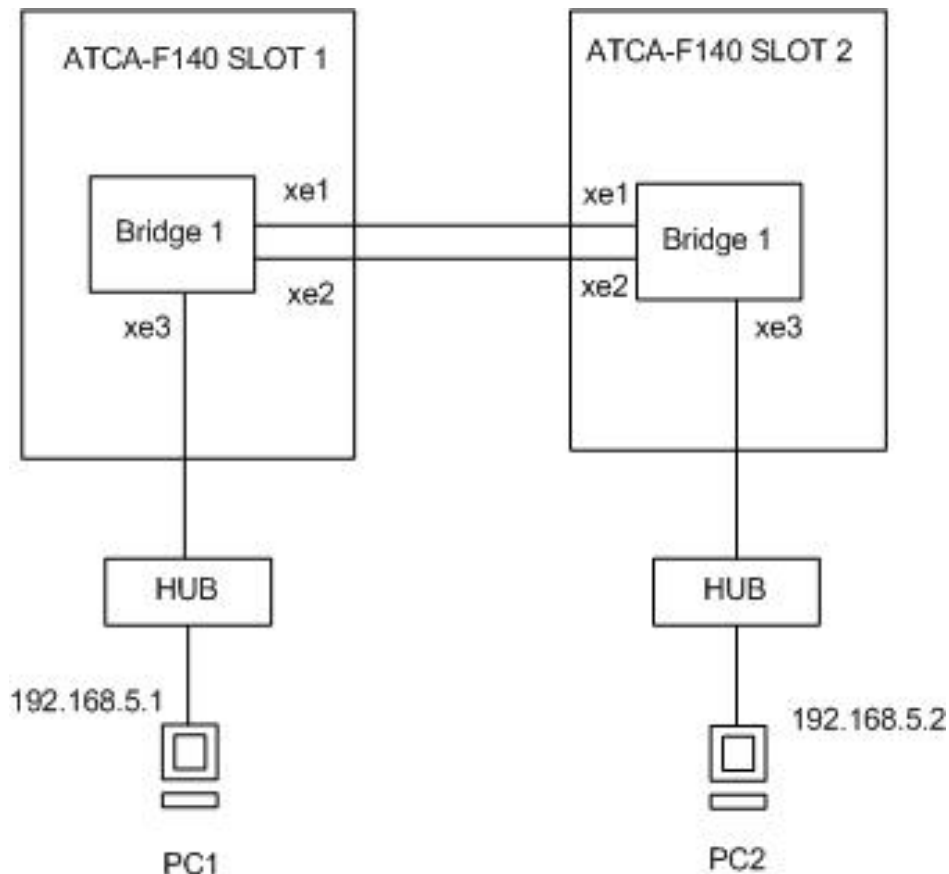 ATCA-F140 SLOT 1
ATCA-F140 SLOT 2
Bridge 1
xe1
xe1
Bridge 1
xe2
xe2
xe3
xe3
HUB
HUB
192.168.5.1
192.168.5.2
PC1
PC2